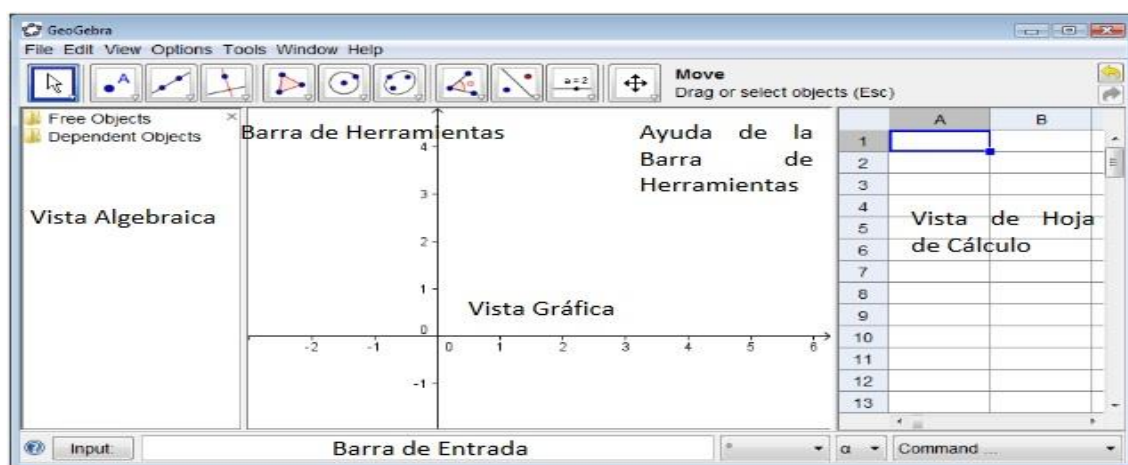 GeoGebra
File Edit View Options Tools Window Help
A
a=2
Move
Drag or select objects (Esc)
Free Objects
Dependent Objects
Vista Algebraica
Barra de Herramientas
Ayuda de la
Barra de
Herramientas
4
3
2
1
0
-1
Vista Gráfica
-2 -1 0 1 2 3 4 5 6
A B
1
2
3
4
5
6
7
8
9
10
11
12
13
Vista de Hoja
de Cálculo
Input:
Barra de Entrada
° α Command ...